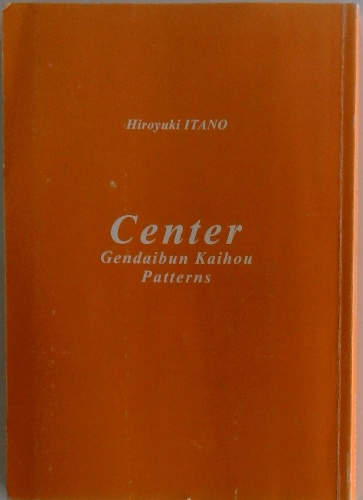 Hiroyuki ITANO
Center
Gendaibun Kaihou
Patterns